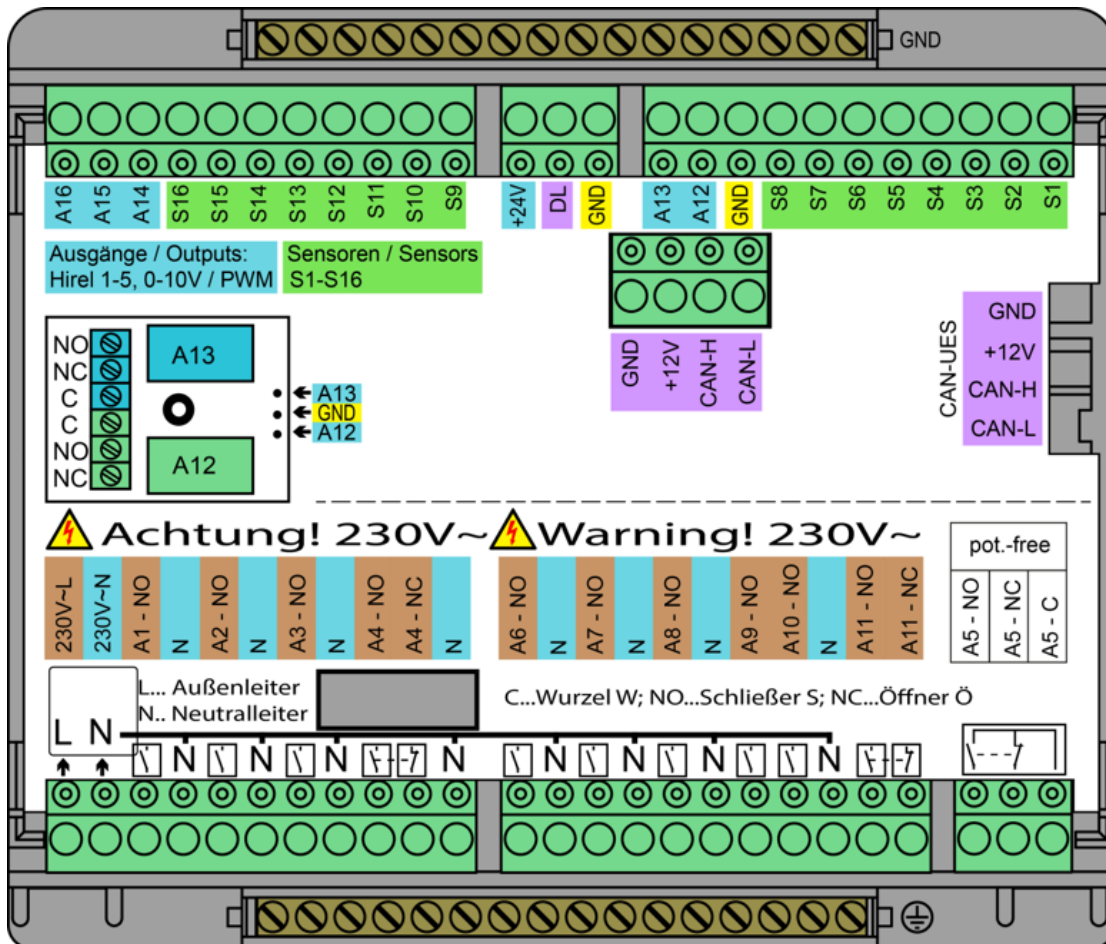 GND
A16 A15 A14 S16 S15 S14 S13 S12 S11 S10 S9 +24V DL GND A13 A12 GND S8 S7 S6 S5 S4 S3 S2 S1
Ausgänge / Outputs:
Hirel 1-5, 0-10V / PWM
Sensoren / Sensors
S1-S16
GND +12V CAN-H CAN-L
CAN-UES
GND
+12V
CAN-H
CAN-L
NO
NC
C
C
NO
NC
A13
A12
A13
GND
A12
Achtung! 230V~
Warning! 230V~
230V~L 230V~N A1 - NO N A2 - NO N A3 - NO N A4 - NO A4 - NC N
A6 - NO N A7 - NO N A8 - NO N A9 - NO A10 - NO N A11 - NO A11 - NC
pot.-free
A5 - NO A5 - NC A5 - C
L... Außenleiter
N.. Neutralleiter
C...Wurzel W; NO...Schließer S; NC...Öffner Ö
L N
N N N N N N N N